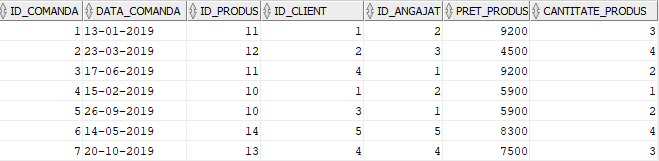 ID_COMANDA DATA_COMANDA ID_PRODUS ID_CLIENT ID_ANGAJAT PRET_PRODUS CANTITATE_PRODUS
1 13-01-2019 11 1 2 9200 3
2 23-03-2019 12 2 3 4500 4
3 17-06-2019 11 4 1 9200 2
4 15-02-2019 10 1 2 5900 1
5 26-09-2019 10 3 1 5900 2
6 14-05-2019 14 5 5 8300 4
7 20-10-2019 13 4 4 7500 3